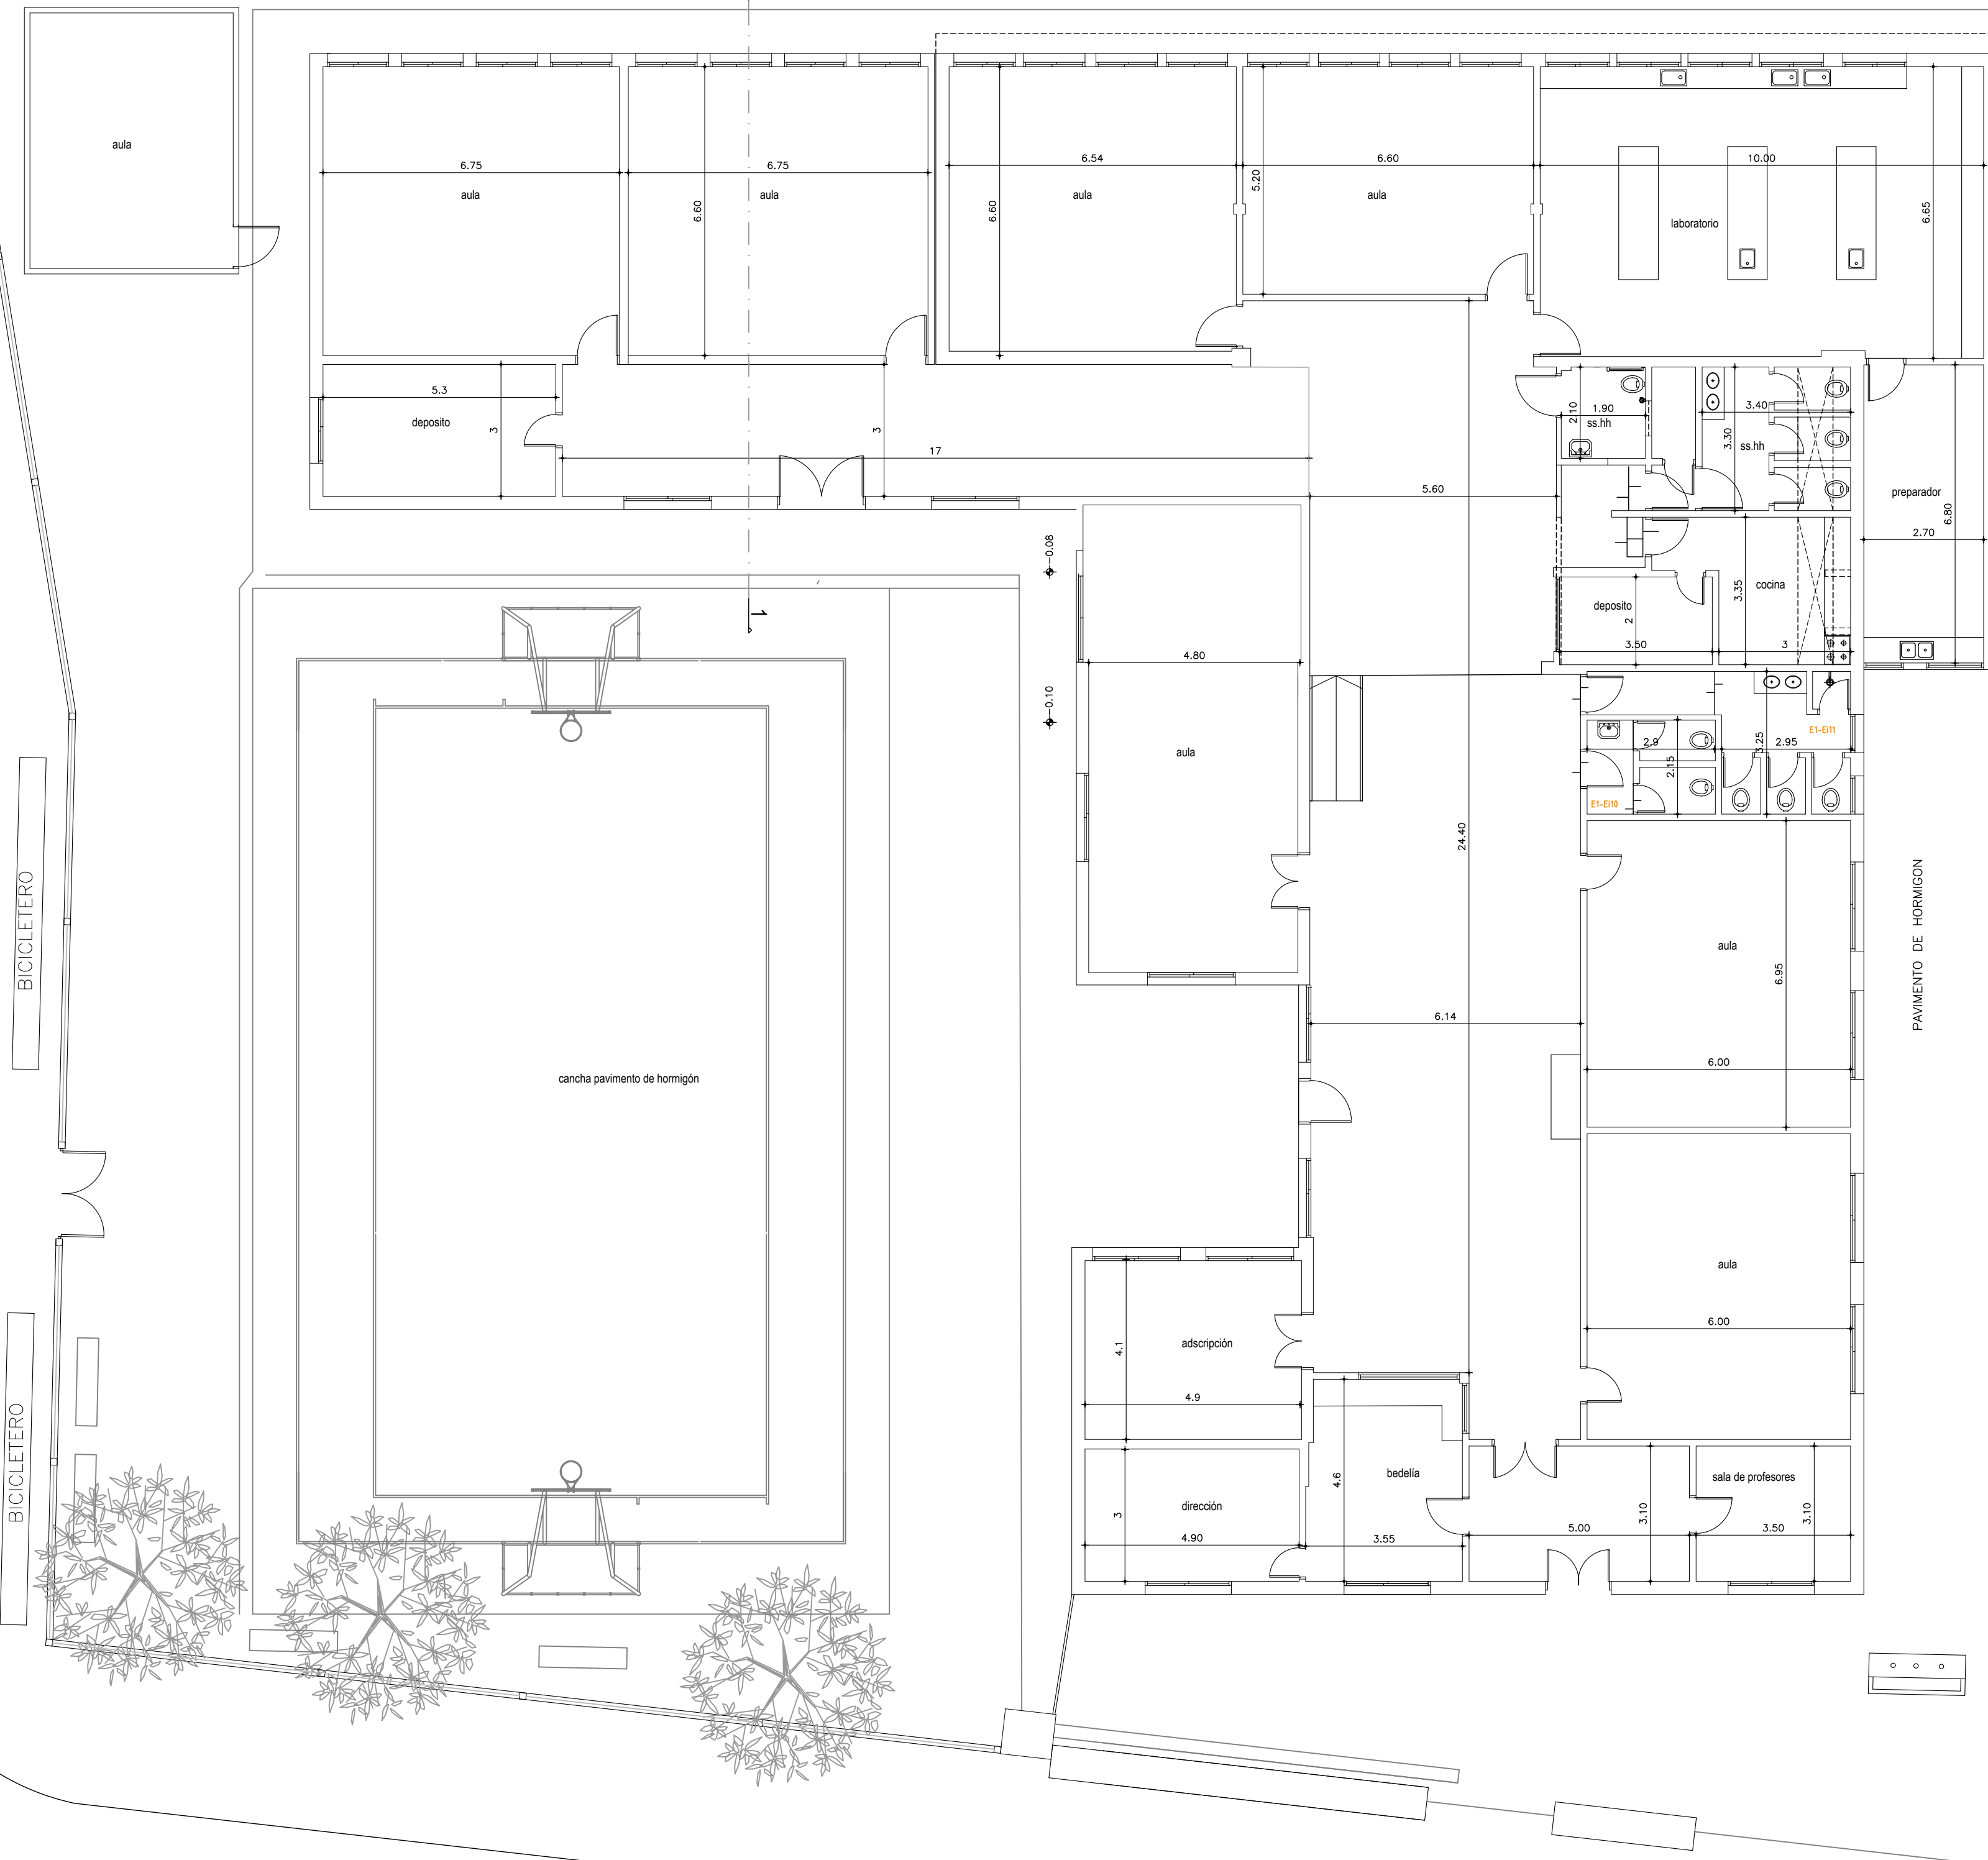 aula
6.75
aula
6.75
aula
6.60
6.54
aula
6.60
6.60
aula
5.20
10.00
laboratorio
6.65
5.3
deposito
3
3
17
5.60
1.90
2.10
ss.hh
3.40
3.30
ss.hh
preparador
6.80
2.70
cocina
3.35
deposito
2
3.50
3
-0.08
-0.10
1
4.80
aula
2.9
2.15
3.25
2.95
E1-Ei11
E1-Ei10
24.40
aula
6.95
6.00
PAVIMENTO DE HORMIGON
BICICLETERO
6.14
cancha pavimento de hormigón
aula
6.00
adscripción
4.1
4.9
BICICLETERO
bedelía
4.6
3.55
dirección
3
4.90
3.10
5.00
sala de profesores
3.10
3.50